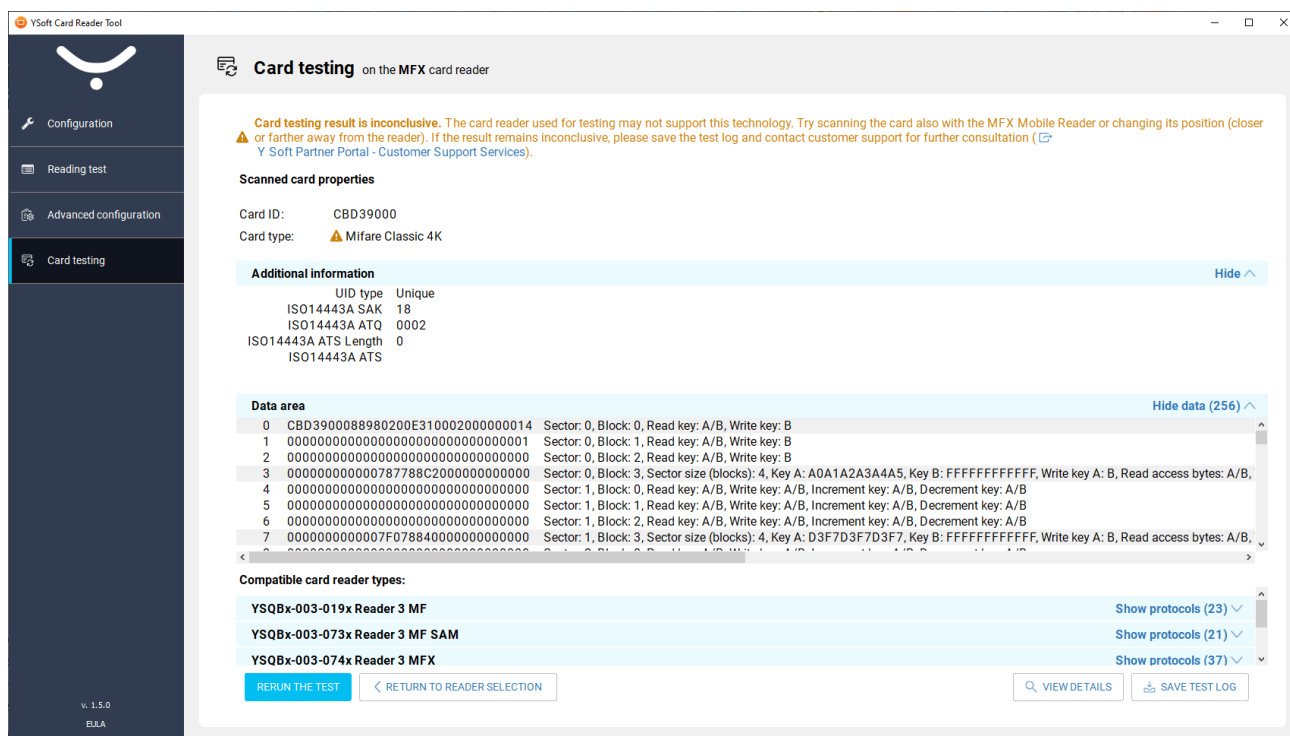 YSoft Card Reader Tool
Configuration
Reading test
Advanced configuration
Card testing
v. 1.5.0
EULA
Card testing on the MFX card reader
Card testing result is inconclusive. The card reader used for testing may not support this technology. Try scanning the card also with the MFX Mobile Reader or changing its position (closer
or farther away from the reader). If the result remains inconclusive, please save the test log and contact customer support for further consultation (
Y Soft Partner Portal - Customer Support Services).
Scanned card properties
Card ID: CBD39000
Card type: Mifare Classic 4K
Additional information Hide
UID type Unique
ISO14443A SAK 18
ISO14443A ATQ 0002
ISO14443A ATS Length 0
ISO14443A ATS
Data area Hide data (256)
0 CBD3900088980200E310002000000014 Sector: 0, Block: 0, Read key: A/B, Write key: B
1 00000000000000000000000000000001 Sector: 0, Block: 1, Read key: A/B, Write key: B
2 00000000000000000000000000000000 Sector: 0, Block: 2, Read key: A/B, Write key: B
3 000000000000787788C2000000000000 Sector: 0, Block: 3, Sector size (blocks): 4, Key A: A0A1A2A3A4A5, Key B: FFFFFFFFFFFF, Write key A: B, Read access bytes: A/B,
4 00000000000000000000000000000000 Sector: 1, Block: 0, Read key: A/B, Write key: A/B, Increment key: A/B, Decrement key: A/B
5 00000000000000000000000000000000 Sector: 1, Block: 1, Read key: A/B, Write key: A/B, Increment key: A/B, Decrement key: A/B
6 00000000000000000000000000000000 Sector: 1, Block: 2, Read key: A/B, Write key: A/B, Increment key: A/B, Decrement key: A/B
7 0000000000007F078840000000000000 Sector: 1, Block: 3, Sector size (blocks): 4, Key A: D3F7D3F7D3F7, Key B: FFFFFFFFFFFF, Write key A: B, Read access bytes: A/B,
Compatible card reader types:
YSQBx-003-019x Reader 3 MF Show protocols (23)
YSQBx-003-073x Reader 3 MF SAM Show protocols (21)
YSQBx-003-074x Reader 3 MFX Show protocols (37)
RERUN THE TEST RETURN TO READER SELECTION VIEW DETAILS SAVE TEST LOG